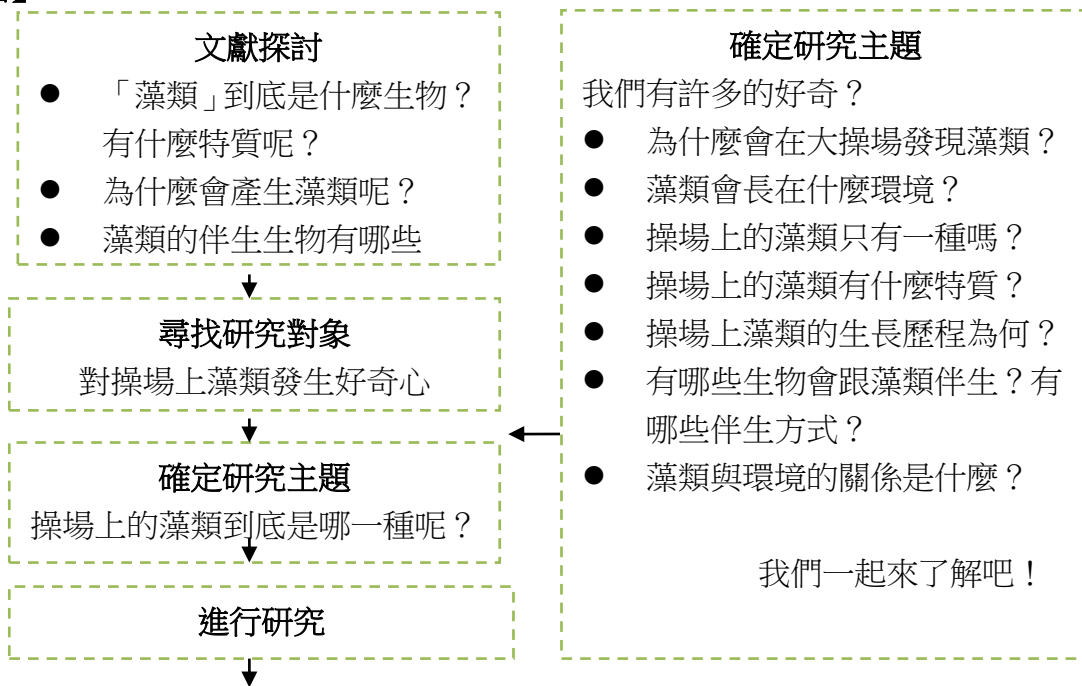 文獻探討
● 「藻類」到底是什麼生物？
有什麼特質呢？
● 為什麼會產生藻類呢？
● 藻類的伴生生物有哪些
尋找研究對象
對操場上藻類發生好奇心
確定研究主題
操場上的藻類到底是哪一種呢？
進行研究
確定研究主題
我們有許多的好奇？
● 為什麼會在大操場發現藻類？
● 藻類會長在什麼環境？
● 操場上的藻類只有一種嗎？
● 操場上的藻類有什麼特質？
● 操場上藻類的生長歷程為何？
● 有哪些生物會跟藻類伴生？有
哪些伴生方式？
● 藻類與環境的關係是什麼？
我們一起來了解吧！